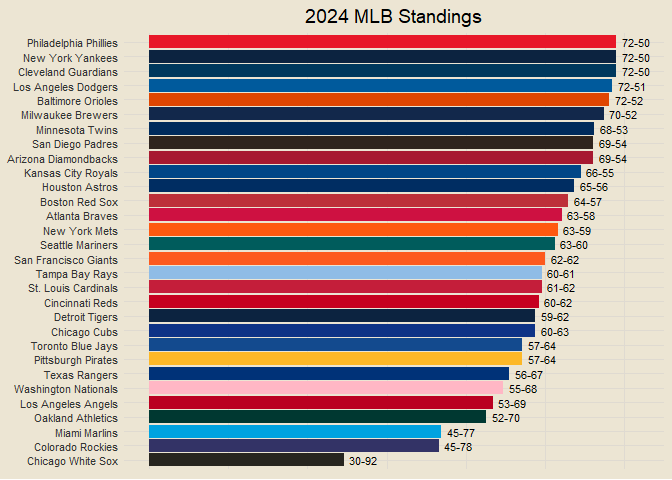 2024 MLB Standings
Philadelphia Phillies 72-50
New York Yankees 72-50
Cleveland Guardians 72-50
Los Angeles Dodgers 72-51
Baltimore Orioles 72-52
Milwaukee Brewers 70-52
Minnesota Twins 68-53
San Diego Padres 69-54
Arizona Diamondbacks 69-54
Kansas City Royals 66-55
Houston Astros 65-56
Boston Red Sox 64-57
Atlanta Braves 63-58
New York Mets 63-59
Seattle Mariners 63-60
San Francisco Giants 62-62
Tampa Bay Rays 60-61
St. Louis Cardinals 61-62
Cincinnati Reds 60-62
Detroit Tigers 59-62
Chicago Cubs 60-63
Toronto Blue Jays 57-64
Pittsburgh Pirates 57-64
Texas Rangers 56-67
Washington Nationals 55-68
Los Angeles Angels 53-69
Oakland Athletics 52-70
Miami Marlins 45-77
Colorado Rockies 45-78
Chicago White Sox 30-92